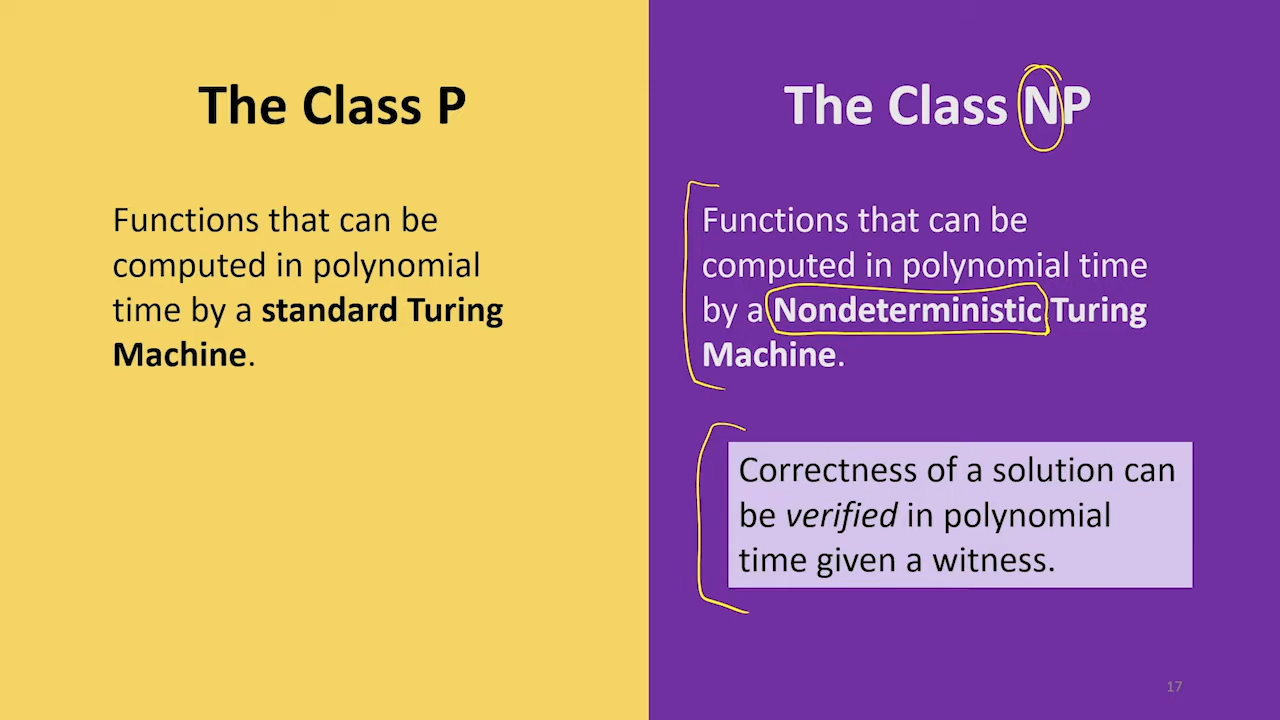 The Class P
Functions that can be
computed in polynomial
time by a standard Turing
Machine.
The Class NP
Functions that can be
computed in polynomial time
by a Nondeterministic Turing
Machine.
Correctness of a solution can
be verified in polynomial
time given a witness.
17